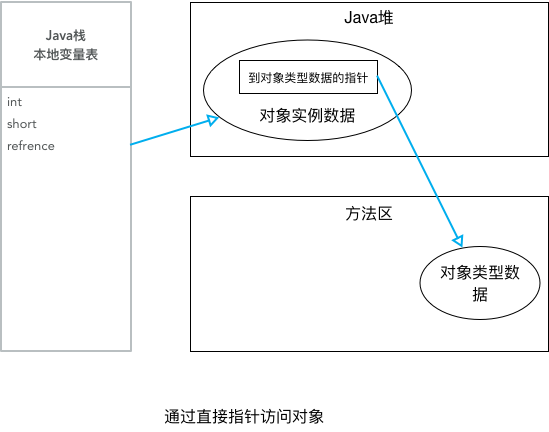 Java栈
本地变量表
int
short
refrence
Java堆
到对象类型数据的指针
对象实例数据
方法区
对象类型数
据
通过直接指针访问对象